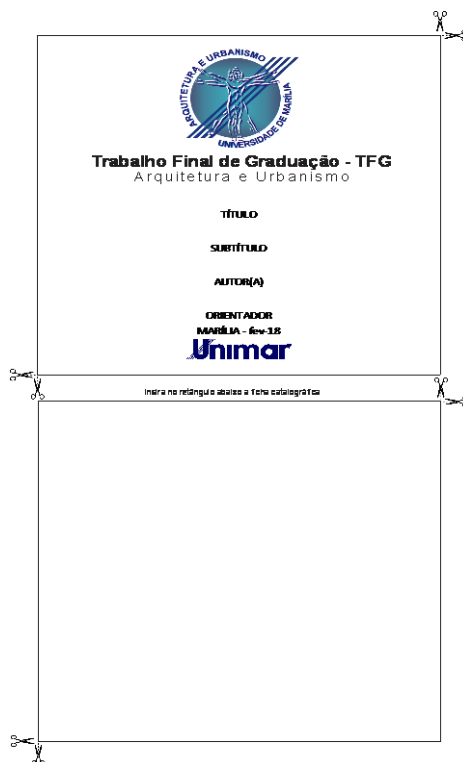 ARQUITETURA E URBANISMO
UNIVERSIDADE DE MARÍLIA
Trabalho Final de Graduação - TFG
Arquitetura e Urbanismo
TÍTULO
SUBTÍTULO
AUTOR(A)
ORIENTADOR
MARÍLIA - fev-18
Unimar
Insira no retângulo abaixo a ficha catalográfica